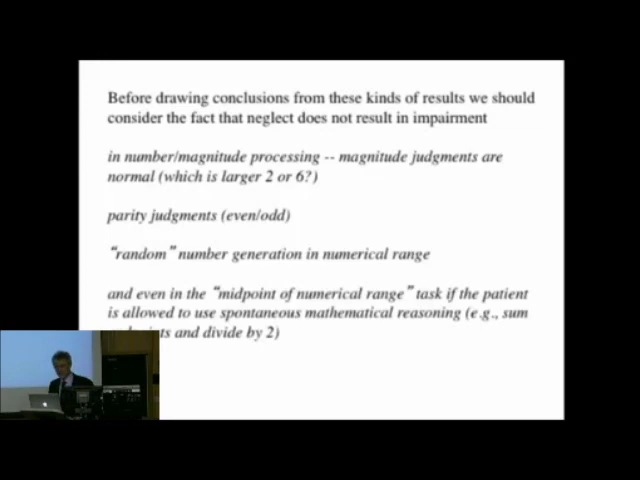 Before drawing conclusions from these kinds of results we should
consider the fact that neglect does not result in impairment
in number/magnitude processing -- magnitude judgments are
normal (which is larger 2 or 6?)
parity judgments (even/odd)
“random” number generation in numerical range
and even in the “midpoint of numerical range” task if the patient
is allowed to use spontaneous mathematical reasoning (e.g., sum
and divide by 2)